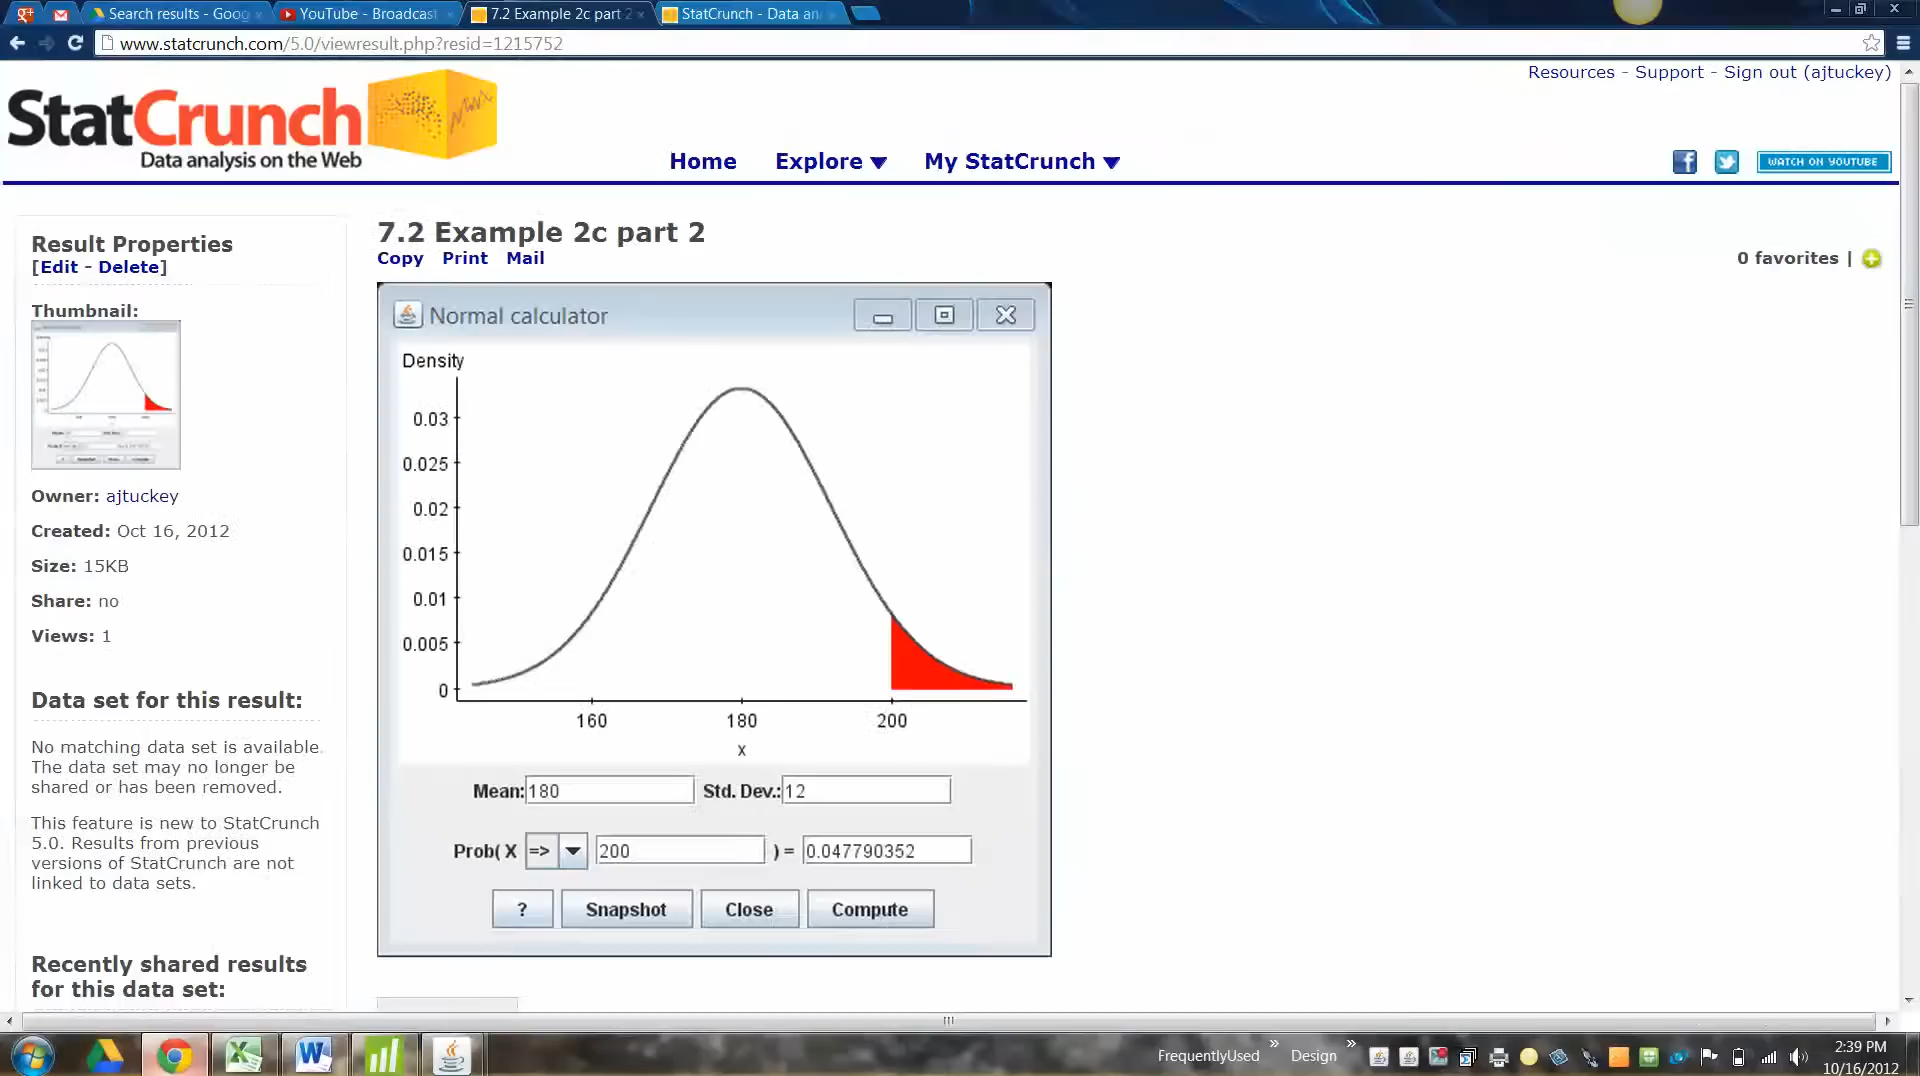 Search results - Goo
YouTube - Broadcast
7.2 Example 2c part 2
StatCrunch - Data an
www.statcrunch.com/5.0/viewresult.php?resid=1215752
Resources - Support - Sign out (ajtuckey)
StatCrunch
Data analysis on the Web
Home
Explore
My StatCrunch
WATCH ON YOUTUBE
Result Properties
[Edit - Delete]
Thumbnail:
Owner: ajtuckey
Created: Oct 16, 2012
Size: 15KB
Share: no
Views: 1
Data set for this result:
No matching data set is available.
The data set may no longer be
shared or has been removed.
This feature is new to StatCrunch
5.0. Results from previous
versions of StatCrunch are not
linked to data sets.
Recently shared results
for this data set:
7.2 Example 2c part 2
Copy Print Mail
0 favorites |
Normal calculator
Density
0.03
0.025
0.02
0.015
0.01
0.005
0
160 180 200
x
Mean: 180 Std. Dev.: 12
Prob( X => 200 ) = 0.047790352
? Snapshot Close Compute
FrequentlyUsed » Design »
2:39 PM
10/16/2012